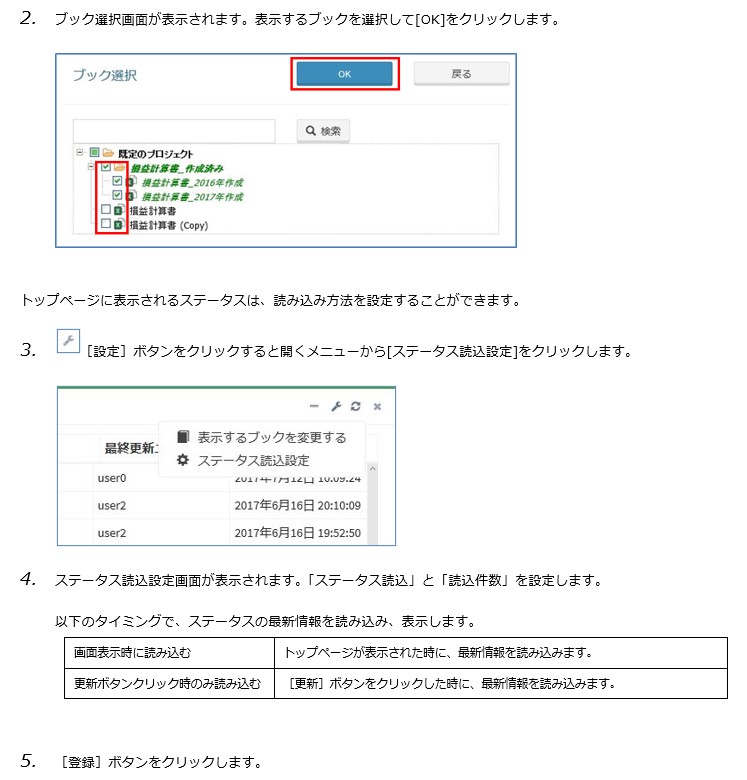 2. ブック選択画面が表示されます。表示するブックを選択して[OK]をクリックします。
ブック選択
OK
戻る
検索
既定のプロジェクト
損益計算書_作成済み
損益計算書_2016年作成
損益計算書_2017年作成
損益計算書
損益計算書 (Copy)
トップページに表示されるステータスは、読み込み方法を設定することができます。
3. ［設定］ボタンをクリックすると開くメニューから[ステータス読込設定]をクリックします。
表示するブックを変更する
最終更新
ステータス読込設定
user0 2017年7月12日 10:09:24
user2 2017年6月16日 20:10:09
user2 2017年6月16日 19:52:50
4. ステータス読込設定画面が表示されます。「ステータス読込」と「読込件数」を設定します。
以下のタイミングで、ステータスの最新情報を読み込み、表示します。
画面表示時に読み込む トップページが表示された時に、最新情報を読み込みます。
更新ボタンクリック時のみ読み込む ［更新］ボタンをクリックした時に、最新情報を読み込みます。
5. ［登録］ボタンをクリックします。